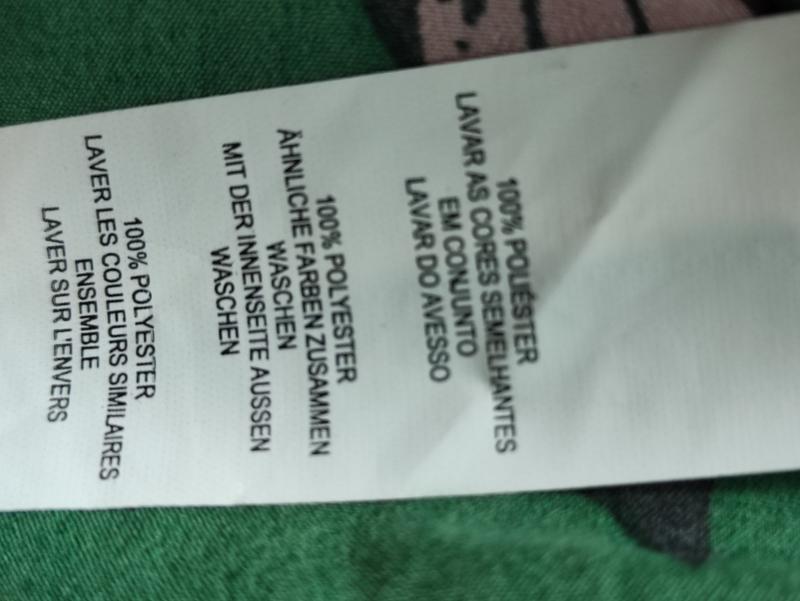 100% POLIÉSTER
LAVAR AS CORES SEMELHANTES
EM CONJUNTO
LAVAR DO AVESSO
100% POLYESTER
ÄHNLICHE FARBEN ZUSAMMEN
WASCHEN
MIT DER INNENSEITE AUSSEN
WASCHEN
100% POLYESTER
LAVER LES COULEURS SIMILAIRES
ENSEMBLE
LAVER SUR L'ENVERS